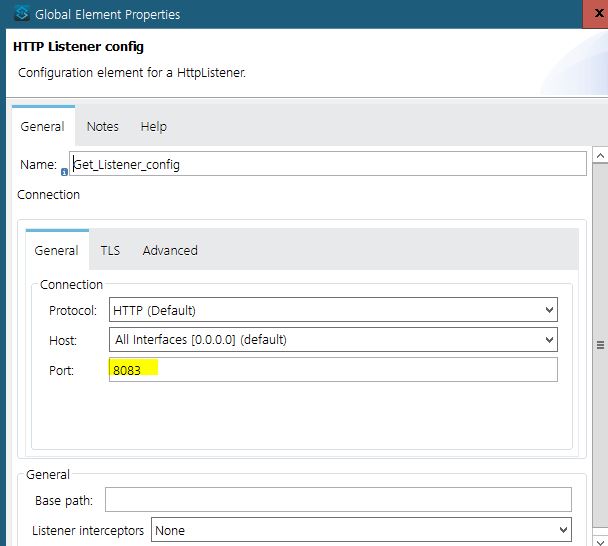 Global Element Properties
x
HTTP Listener config
Configuration element for a HttpListener.
General Notes Help
Name: Get_Listener_config
Connection
General TLS Advanced
Connection
Protocol: HTTP (Default)
Host: All Interfaces [0.0.0.0] (default)
Port: 8083
General
Base path:
Listener interceptors None